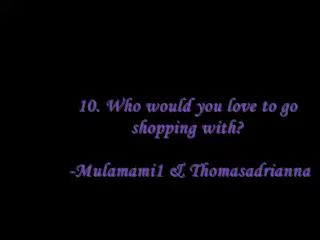 10. Who would you love to go
shopping with?
-Mulamami1 & Thomasadrianna